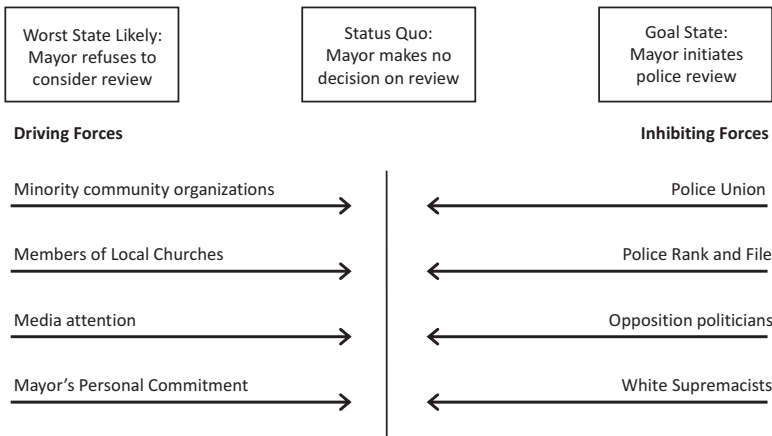 Worst State Likely:
Mayor refuses to
consider review
Status Quo:
Mayor makes no
decision on review
Goal State:
Mayor initiates
police review
Driving Forces
Inhibiting Forces
Minority community organizations
Police Union
Members of Local Churches
Police Rank and File
Media attention
Opposition politicians
Mayor’s Personal Commitment
White Supremacists